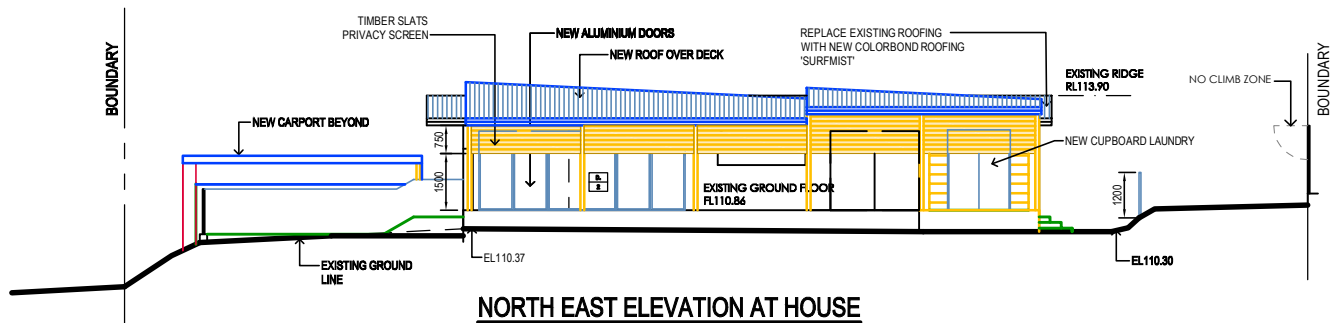 TIMBER SLATS
PRIVACY SCREEN
NEW ALUMINIUM DOORS
NEW ROOF OVER DECK
REPLACE EXISTING ROOFING
WITH NEW COLORBOND ROOFING
'SURFMIST'
EXISTING RIDGE
RL113.90
NO CLIMB ZONE
BOUNDARY
BOUNDARY
NEW CARPORT BEYOND
750
NEW CUPBOARD LAUNDRY
1500
EXISTING GROUND FLOOR
FL110.86
2
1200
EXISTING GROUND
LINE
EL110.37
EL110.30
NORTH EAST ELEVATION AT HOUSE